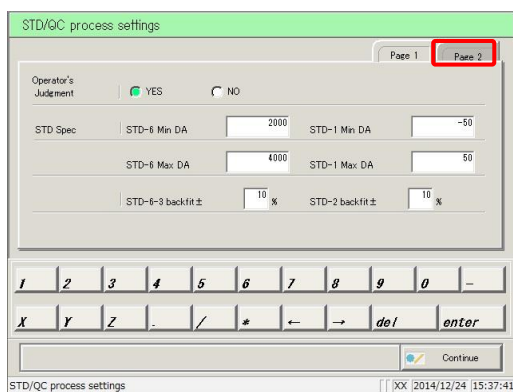 STD/QC process settings
Page 1 Page 2
Operator's
Judgment YES NO
STD Spec STD-6 Min DA 2000 STD-1 Min DA -50
STD-6 Max DA 4000 STD-1 Max DA 50
STD-6-3 backfit± 10 % STD-2 backfit± 10 %
1 2 3 4 5 6 7 8 9 0 -
X Y Z . / * ← → del enter
Continue
STD/QC process settings XX 2014/12/24 15:37:41